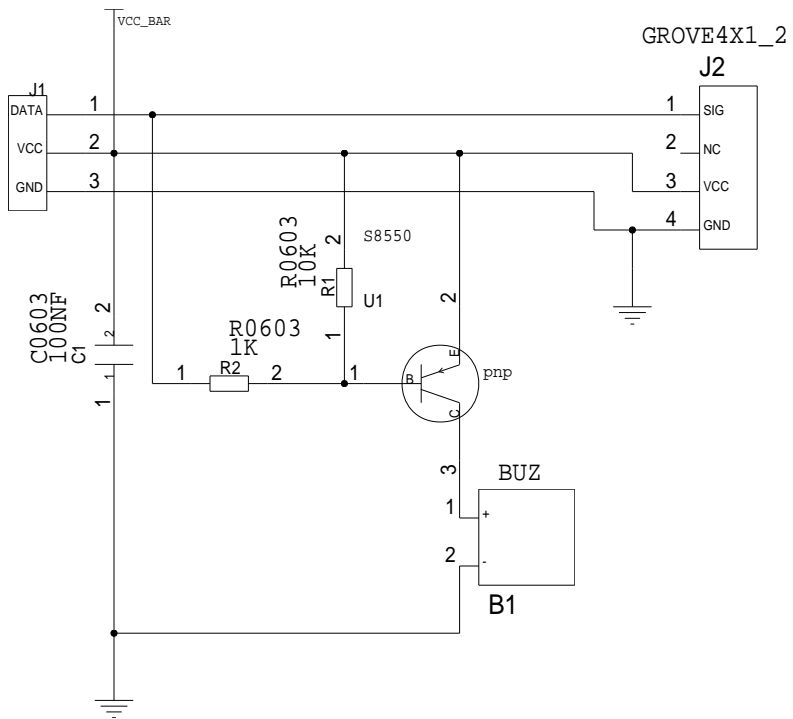 VCC_BAR
GROVE4X1_2
J1
J2
DATA
1
1
SIG
VCC
2
2
NC
GND
3
3
VCC
4
GND
R0603
10K
R1
2
1
S8550
U1
C0603
100NF
C1
2
2
1
1
R0603
1K
R2
1
2
1
B
E
C
2
pnp
3
BUZ
1
+
2
-
B1